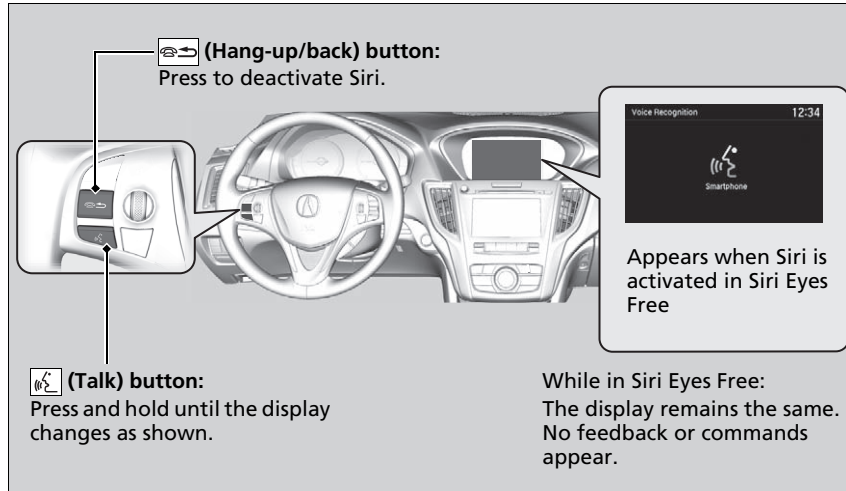 (Hang-up/back) button:
Press to deactivate Siri.
Voice Recognition 12:34
Smartphone
Appears when Siri is
activated in Siri Eyes
Free
(Talk) button:
Press and hold until the display
changes as shown.
While in Siri Eyes Free:
The display remains the same.
No feedback or commands
appear.